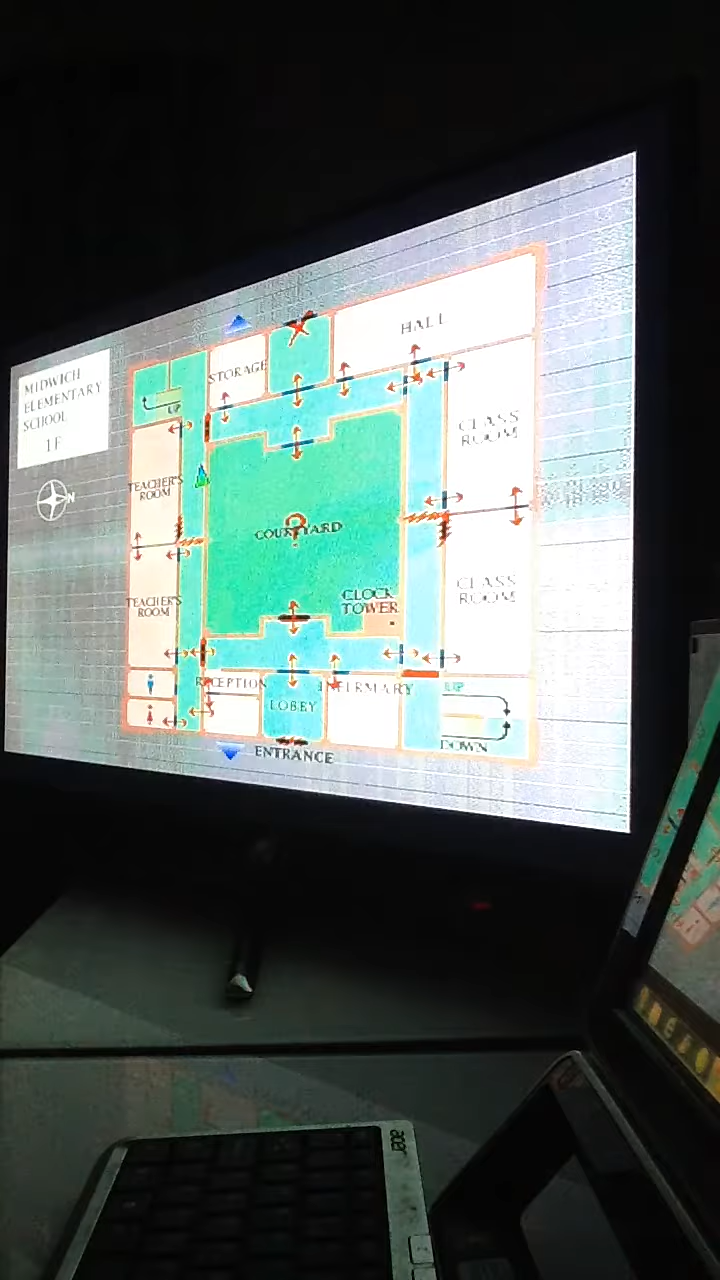 MIDWICH
ELEMENTARY
SCHOOL
1F
N
HALL
STORAGE
UP
CLASS
ROOM
TEACHER'S
ROOM
COURTYARD
CLASS
ROOM
CLOCK
TOWER
TEACHER'S
ROOM
RECEPTION
INFIRMARY
UP
LOBBY
DOWN
ENTRANCE
acer